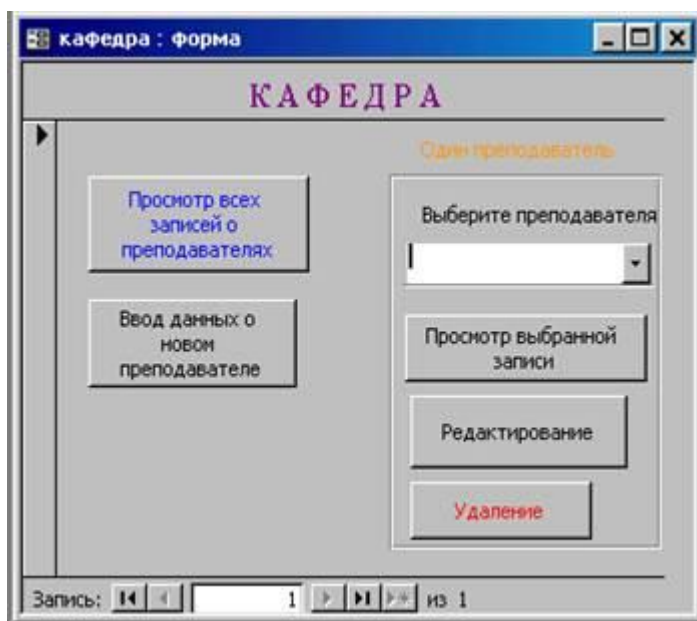 кафедра : форма
КАФЕДРА
Один преподаватель
Просмотр всех
записей о
преподавателях
Выберите преподавателя
Ввод данных о
новом
преподавателе
Просмотр выбранной
записи
Редактирование
Удаление
Запись: 1 из 1